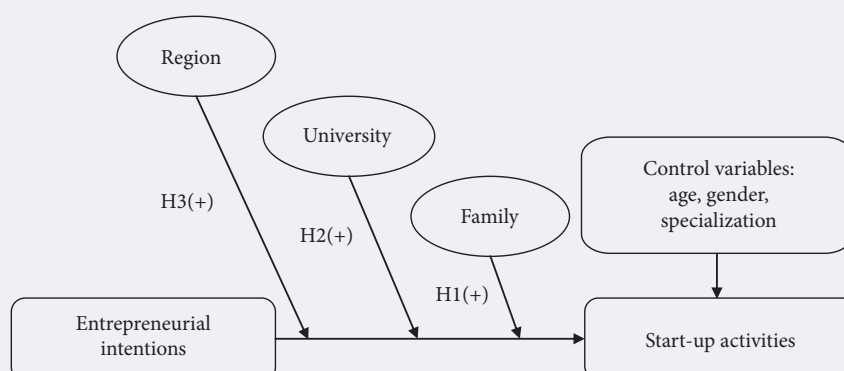 Region
University
Control variables:
age, gender,
specialization
Family
H3(+)
H2(+)
H1(+)
Entrepreneurial
intentions
Start-up activities